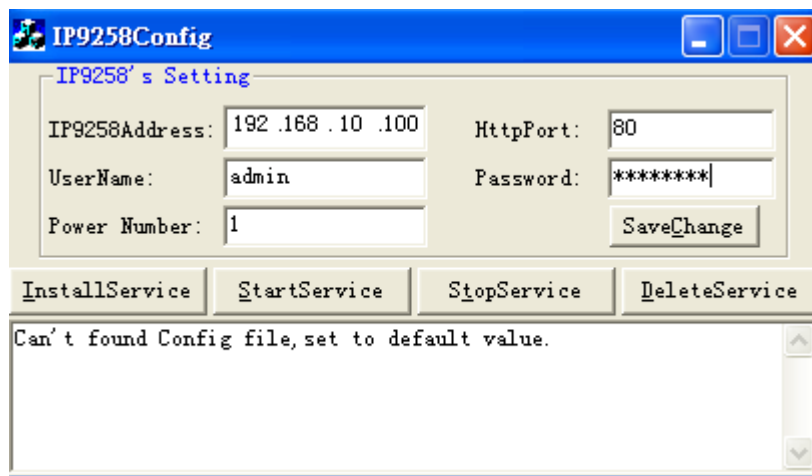 IP9258Config
IP9258's Setting
IP9258Address: 192 .168 . 10 .100 HttpPort: 80
UserName: admin Password: ********
Power Number: 1 SaveChange
InstallService StartService StopService DeleteService
Can't found Config file,set to default value.